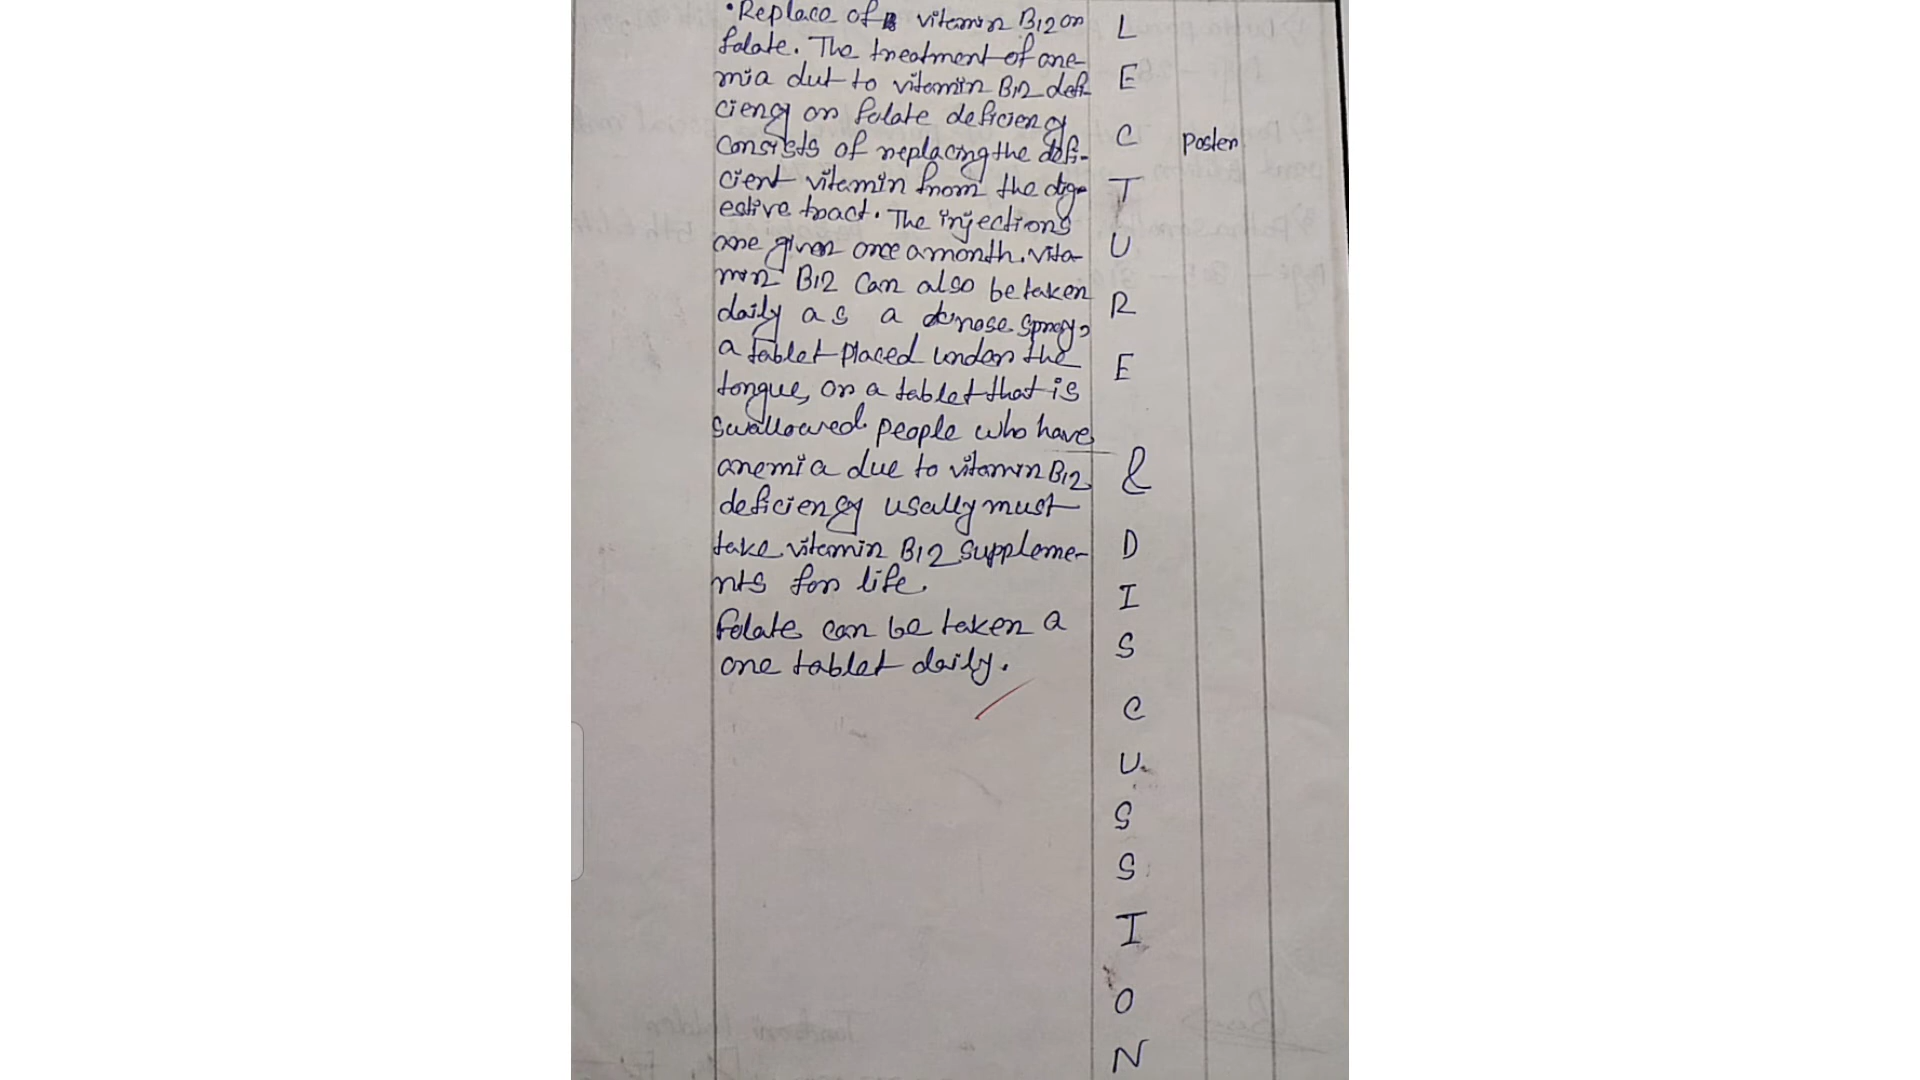 • Replace of vitamin B12 or
folate. The treatment of ane-
mia dut to vitamin B12 defi-
ciency or folate deficiency
consists of replacing the defi-
cient vitamin from the dig-
estive tract. The injections
are given once a month. vita-
min B12 can also be taken
daily as a nose spray,
a tablet placed under the
tongue, or a tablet that is
swallowed. people who have
anemia due to vitamin B12
deficiency usally must
take vitamin B12 suppleme-
nts for life.
folate can be taken a
one tablet daily.
L
E
C
T
U
R
E
&
D
I
S
C
U
S
S
I
O
N
Poster